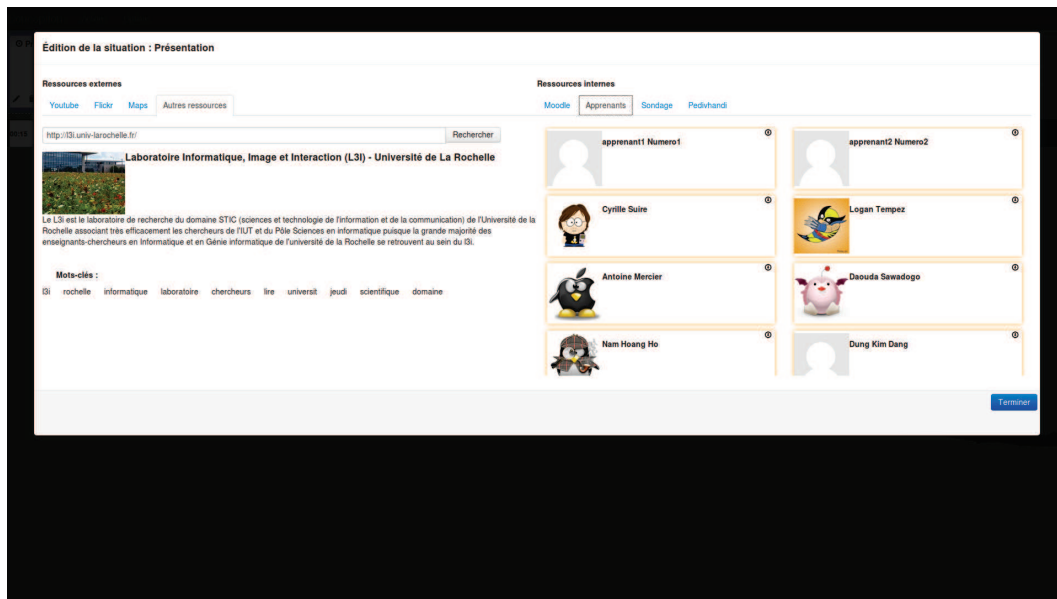 Édition de la situation : Présentation
Ressources externes
Youtube Flickr Maps Autres ressources
http://l3i.univ-larochelle.fr/ Rechercher
Laboratoire Informatique, Image et Interaction (L3I) - Université de La Rochelle
Le L3i est le laboratoire de recherche du domaine STIC (sciences et technologie de l'information et de la communication) de l'Université de la
Rochelle associant très efficacement les chercheurs de l'IUT et du Pôle Sciences en informatique puisque la grande majorité des
enseignants-chercheurs en Informatique et en Génie informatique de l'université de la Rochelle se retrouvent au sein du l3i.
Mots-clés :
l3i rochelle informatique laboratoire chercheurs lire universit jeudi scientifique domaine
Ressources internes
Moodle Apprenants Sondage Pedivhandi
apprenant1 Numero1
apprenant2 Numero2
Cyrille Suire
Logan Tempez
Antoine Mercier
Daouda Sawadogo
Nam Hoang Ho
Dung Kim Dang
Terminer